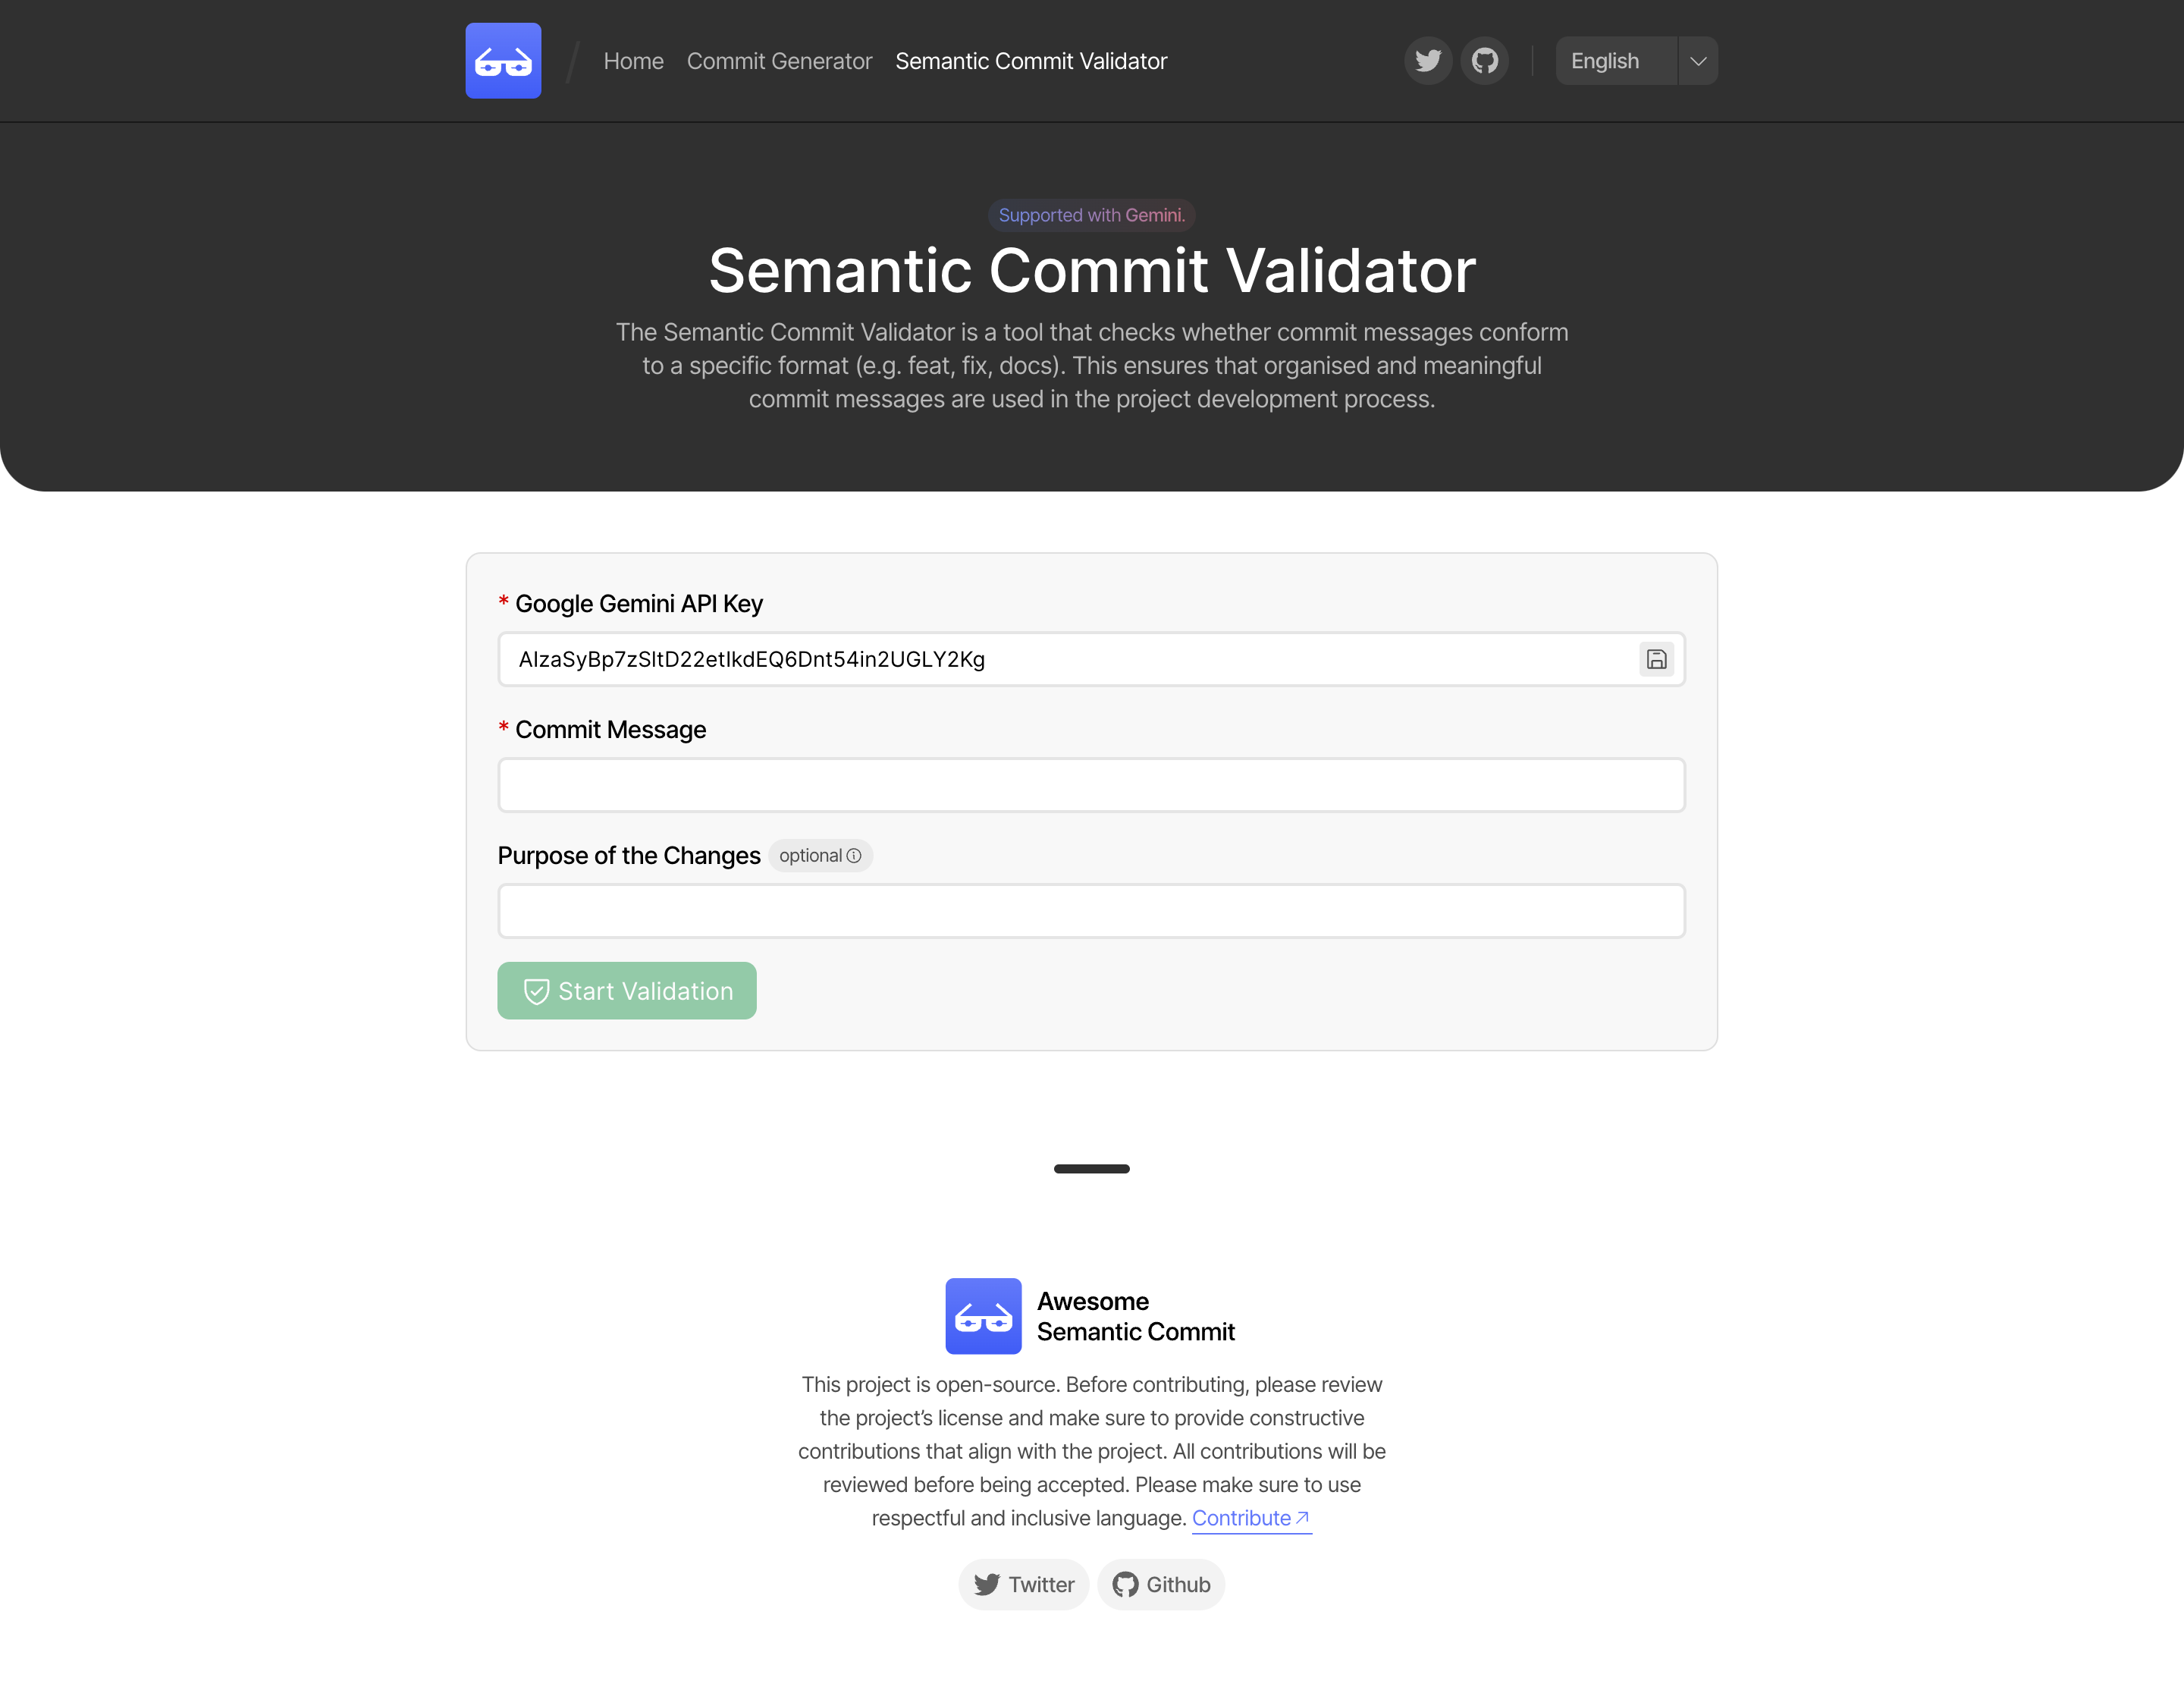 Home Commit Generator Semantic Commit Validator English
Supported with Gemini.
Semantic Commit Validator
The Semantic Commit Validator is a tool that checks whether commit messages conform
to a specific format (e.g. feat, fix, docs). This ensures that organised and meaningful
commit messages are used in the project development process.
* Google Gemini API Key
AIzaSyBp7zSltD22etIkdEQ6Dnt54in2UGLY2Kg
* Commit Message
Purpose of the Changes optional
Start Validation
Awesome
Semantic Commit
This project is open-source. Before contributing, please review
the project’s license and make sure to provide constructive
contributions that align with the project. All contributions will be
reviewed before being accepted. Please make sure to use
respectful and inclusive language. Contribute
Twitter Github